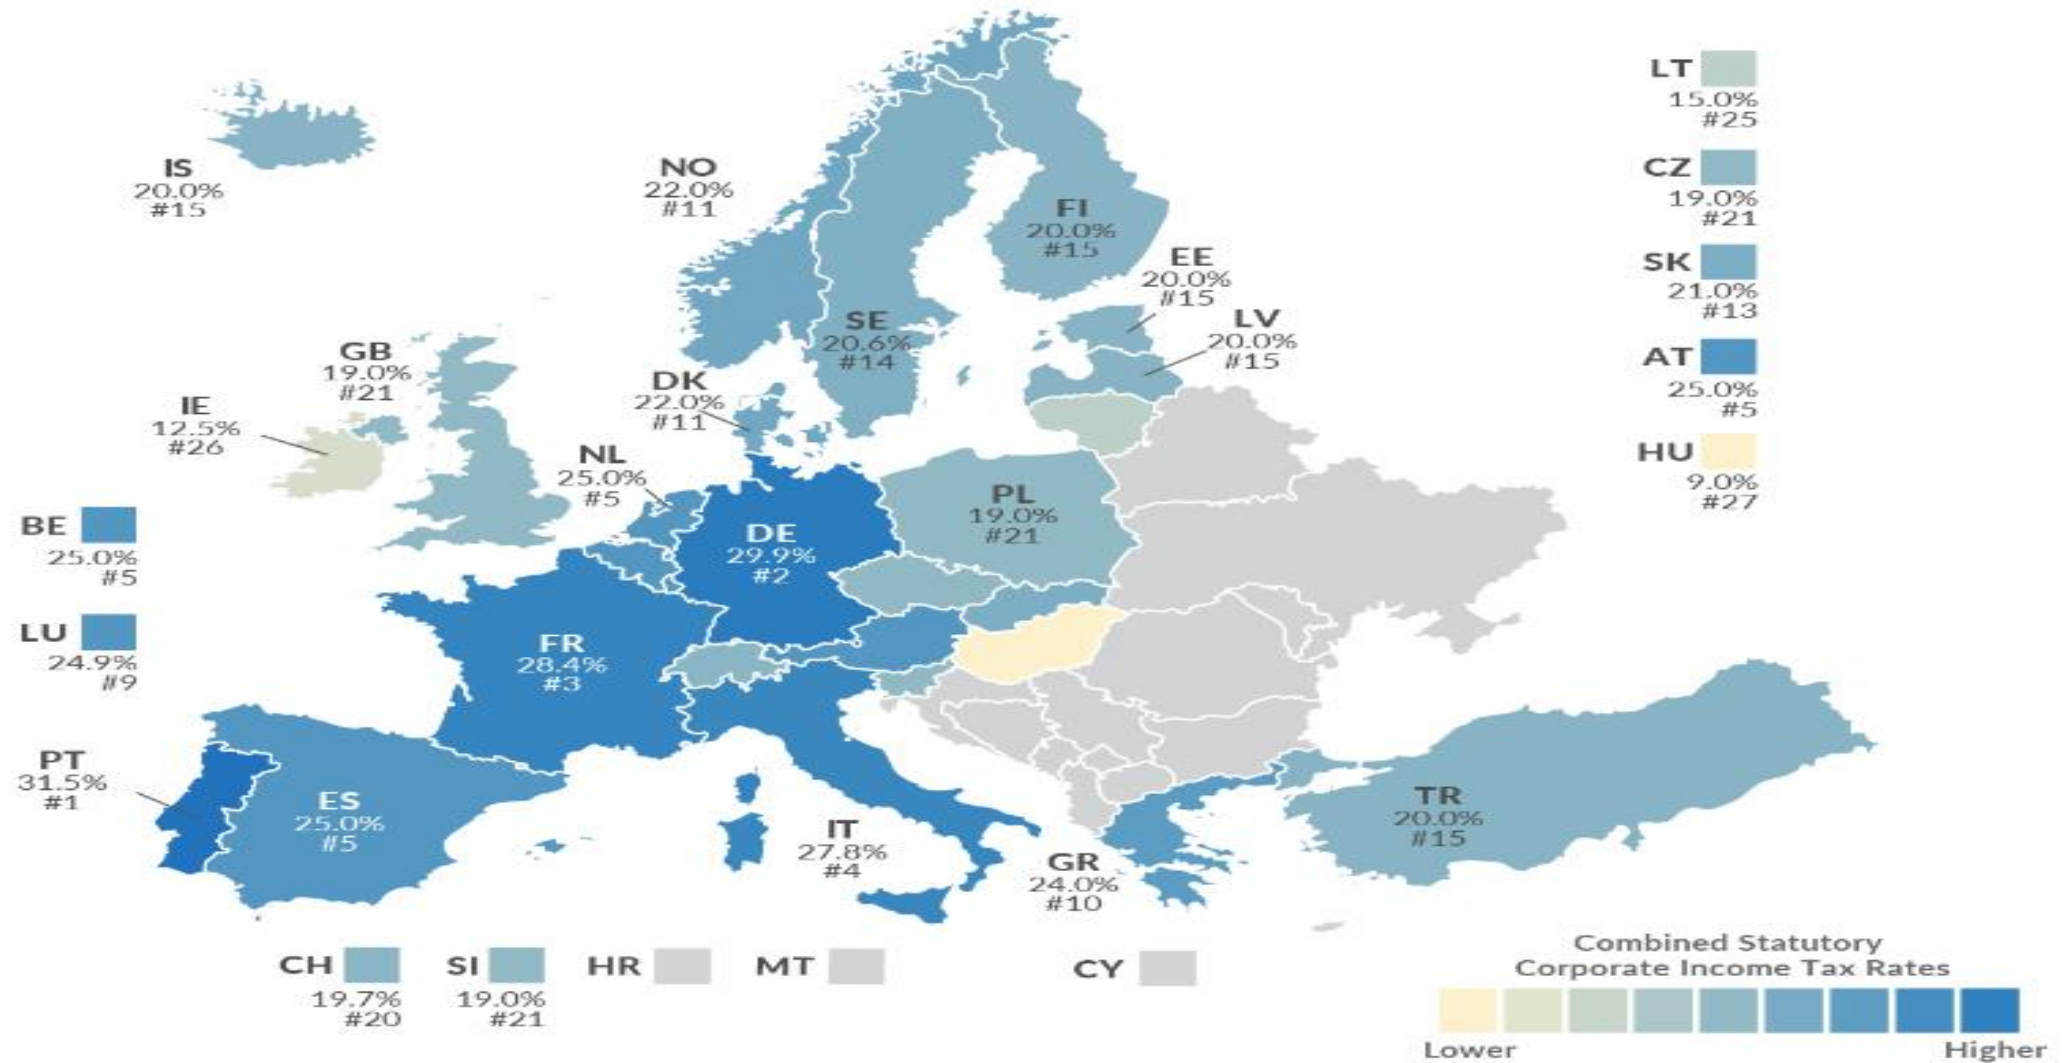 LT
15.0%
#25
CZ
19.0%
#21
SK
21.0%
#13
AT
25.0%
#5
HU
9.0%
#27
IS
20.0%
#15
NO
22.0%
#11
FI
20.0%
#15
EE
20.0%
#15
LV
20.0%
#15
SE
20.6%
#14
GB
19.0%
#21
DK
22.0%
#11
IE
12.5%
#26
NL
25.0%
#5
PL
19.0%
#21
BE
25.0%
#5
DE
29.9%
#2
LU
24.9%
#9
FR
28.4%
#3
PT
31.5%
#1
ES
25.0%
#5
IT
27.8%
#4
GR
24.0%
#10
TR
20.0%
#15
CH
19.7%
#20
SI
19.0%
#21
HR
MT
CY
Combined Statutory
Corporate Income Tax Rates
Lower
Higher